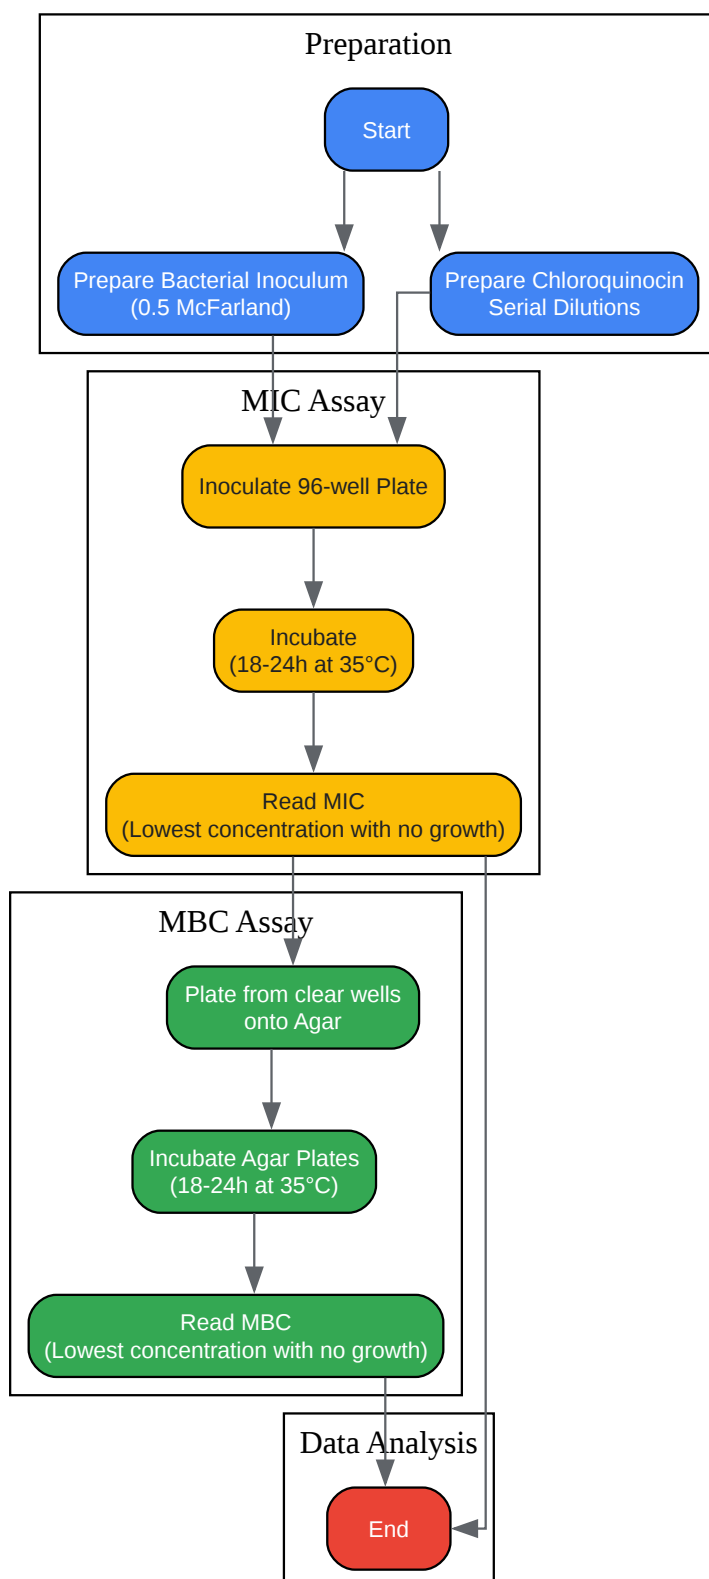 Preparation
Start
Prepare Bacterial Inoculum
(0.5 McFarland)
Prepare Chloroquinocin
Serial Dilutions
MIC Assay
Inoculate 96-well Plate
Incubate
(18-24h at 35°C)
Read MIC
(Lowest concentration with no growth)
MBC Assay
Plate from clear wells
onto Agar
Incubate Agar Plates
(18-24h at 35°C)
Read MBC
(Lowest concentration with no growth)
Data Analysis
End